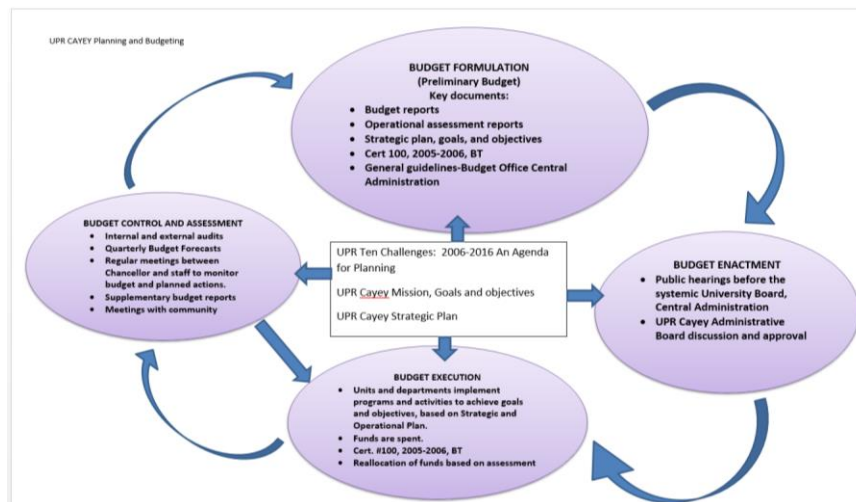 UPR CAYEY Planning and Budgeting
BUDGET FORMULATION
(Preliminary Budget)
Key documents:
• Budget reports
• Operational assessment reports
• Strategic plan, goals, and objectives
• Cert 100, 2005-2006, BT
• General guidelines-Budget Office Central
Administration
BUDGET CONTROL AND ASSESSMENT
• Internal and external audits
• Quarterly Budget Forecasts
• Regular meetings between
Chancellor and staff to monitor
budget and planned actions.
• Supplementary budget reports
• Meetings with community
UPR Ten Challenges: 2006-2016 An Agenda
for Planning
UPR Cayey Mission, Goals and objectives
UPR Cayey Strategic Plan
BUDGET ENACTMENT
• Public hearings before the
systemic University Board,
Central Administration
• UPR Cayey Administrative
Board discussion and approval
BUDGET EXECUTION
• Units and departments implement
programs and activities to achieve goals
and objectives, based on Strategic and
Operational Plan.
• Funds are spent.
• Cert. #100, 2005-2006, BT
• Reallocation of funds based on assessment